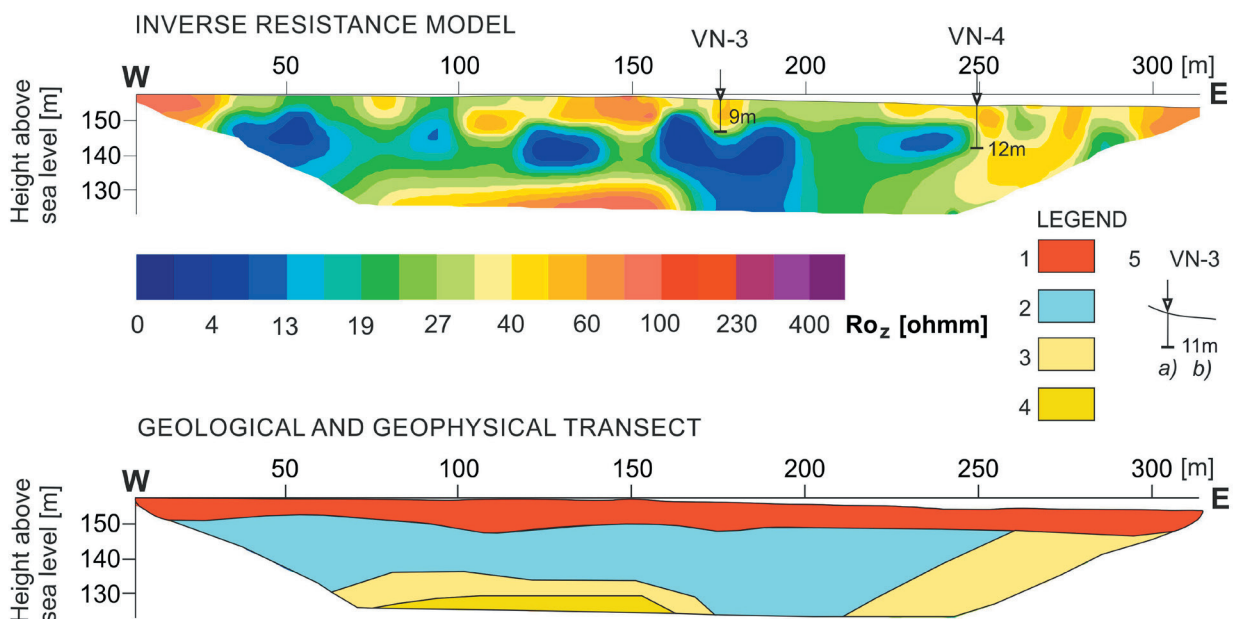 INVERSE RESISTANCE MODEL
VN-3 VN-4
W 50 100 150 200 250 300 [m] E
Height above
sea level [m]
150
140
130
9m
12m
0 4 13 19 27 40 60 100 230 400 Roz [ohmm]
LEGEND
1 5 VN-3
2
3 11m
a) b)
4
GEOLOGICAL AND GEOPHYSICAL TRANSECT
W 50 100 150 200 250 300 [m] E
Height above
sea level [m]
150
140
130